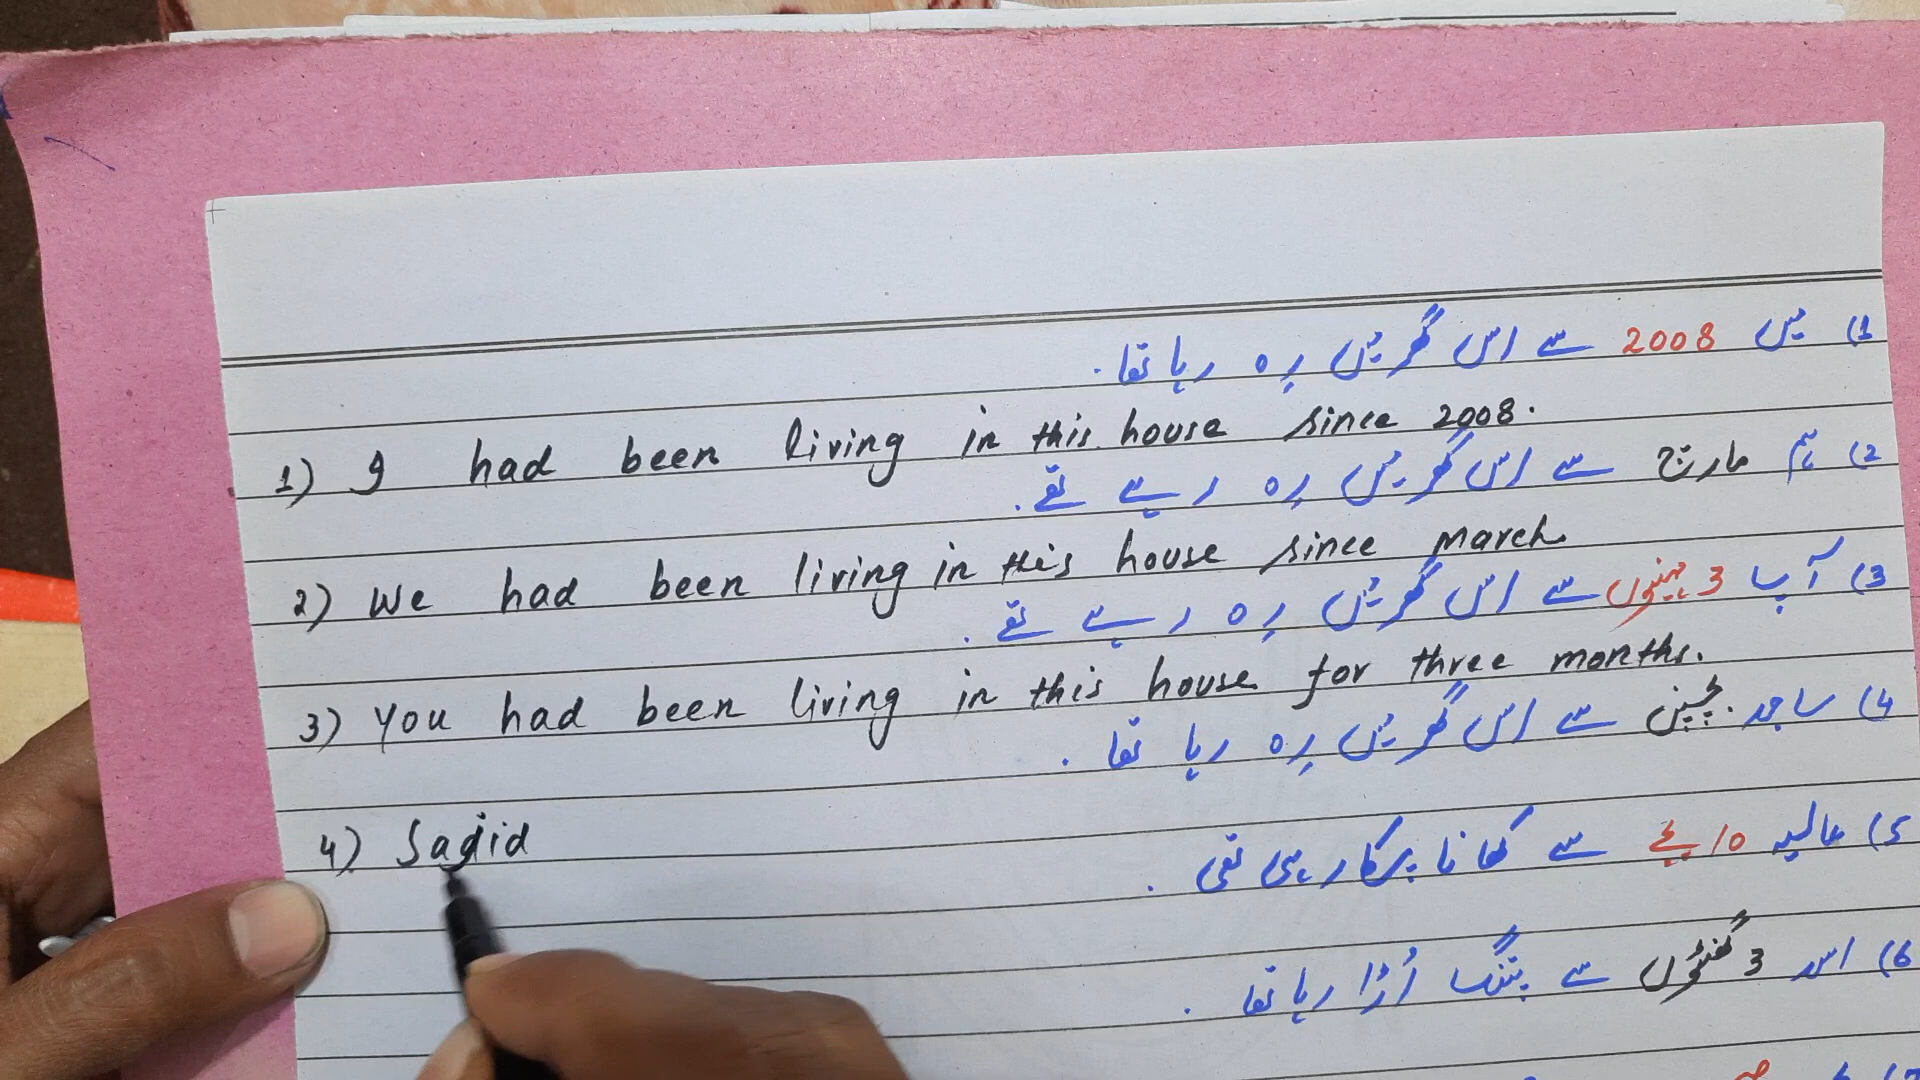 1) میں 2008 سے اس گھر میں رہ رہا تھا۔
1) I had been living in this house since 2008.
2) ہم مارچ سے اس گھر میں رہ رہے تھے۔
2) We had been living in this house since march.
3) آپ 3 مہینوں سے اس گھر میں رہ رہے تھے۔
3) You had been living in this house for three months.
4) ساجد بچپن سے اس گھر میں رہ رہا تھا۔
4) Sajid
5) عالیہ 10 بجے سے کھانا پکا رہی تھی۔
6) اسد 3 گھنٹوں سے پتنگ اُڑا رہا تھا۔